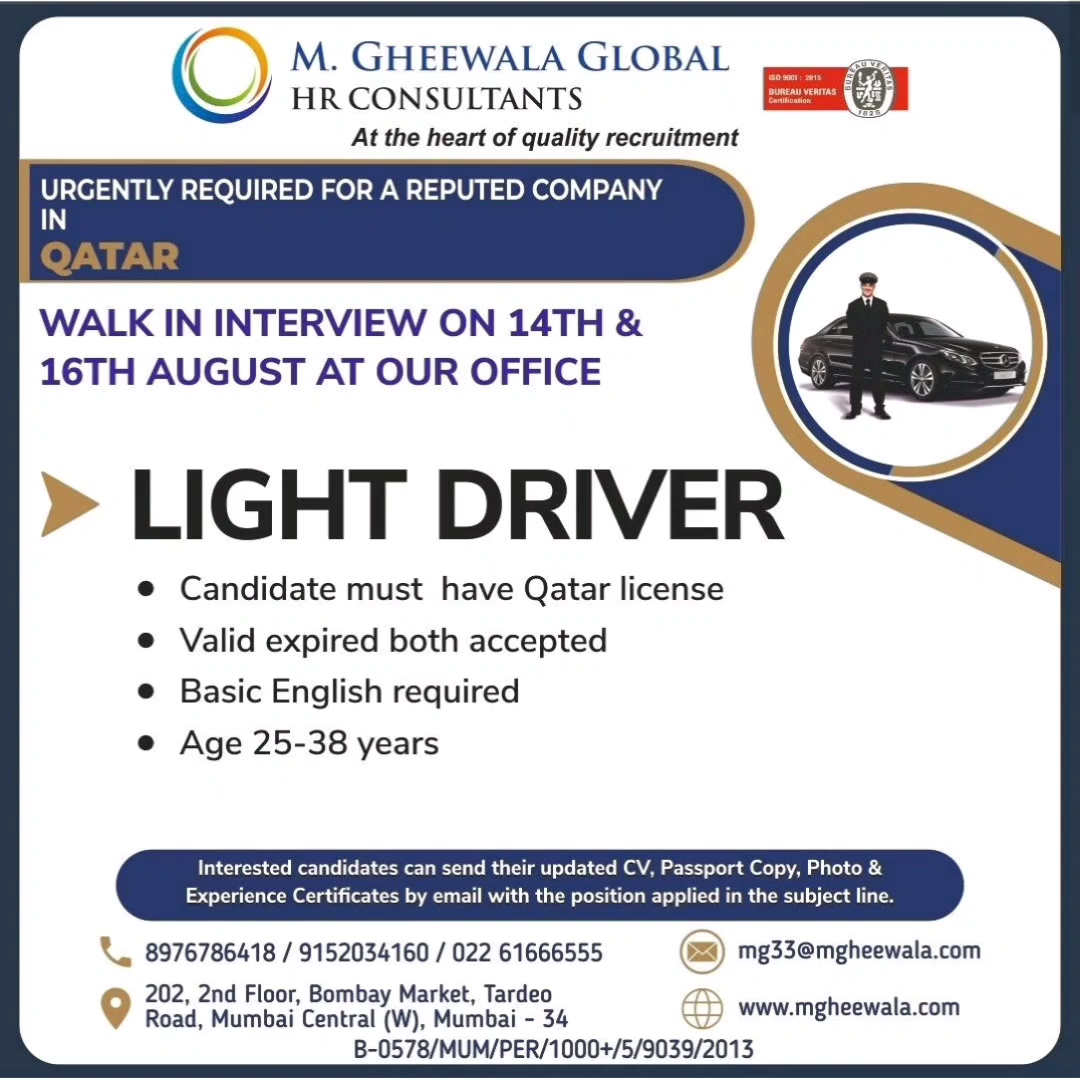 M. GHEEWALA GLOBAL
HR CONSULTANTS
At the heart of quality recruitment
ISO 9001 : 2015
BUREAU VERITAS
Certification
BUREAU VERITAS
1828
URGENTLY REQUIRED FOR A REPUTED COMPANY
IN
QATAR
WALK IN INTERVIEW ON 14TH &
16TH AUGUST AT OUR OFFICE
LIGHT DRIVER
• Candidate must have Qatar license
• Valid expired both accepted
• Basic English required
• Age 25-38 years
Interested candidates can send their updated CV, Passport Copy, Photo &
Experience Certificates by email with the position applied in the subject line.
8976786418 / 9152034160 / 022 61666555
mg33@mgheewala.com
202, 2nd Floor, Bombay Market, Tardeo
Road, Mumbai Central (W), Mumbai - 34
www.mgheewala.com
B-0578/MUM/PER/1000+/5/9039/2013